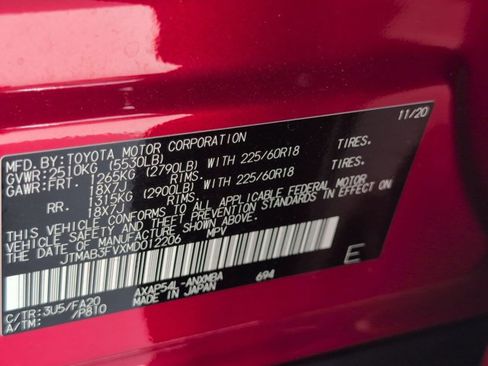 MFD. BY: TOYOTA MOTOR CORPORATION 11/20
GVWR: 2510KG (5530LB)
GAWR: FRT. 1265KG (2790LB) WITH 225/60R18 TIRES.
18X7J RIMS.
RR. 1315KG (2900LB) WITH 225/60R18 TIRES.
18X7J RIMS.
THIS VEHICLE CONFORMS TO ALL APPLICABLE FEDERAL MOTOR
VEHICLE SAFETY AND THEFT PREVENTION STANDARDS IN EFFECT ON
THE DATE OF MANUFACTURE SHOWN ABOVE.
JTMAB3FVXMD012206 MPV
C/TR: 3U5/FA20 AXAP54L-ANXMBA 694 E
A/TM: /P810 MADE IN JAPAN